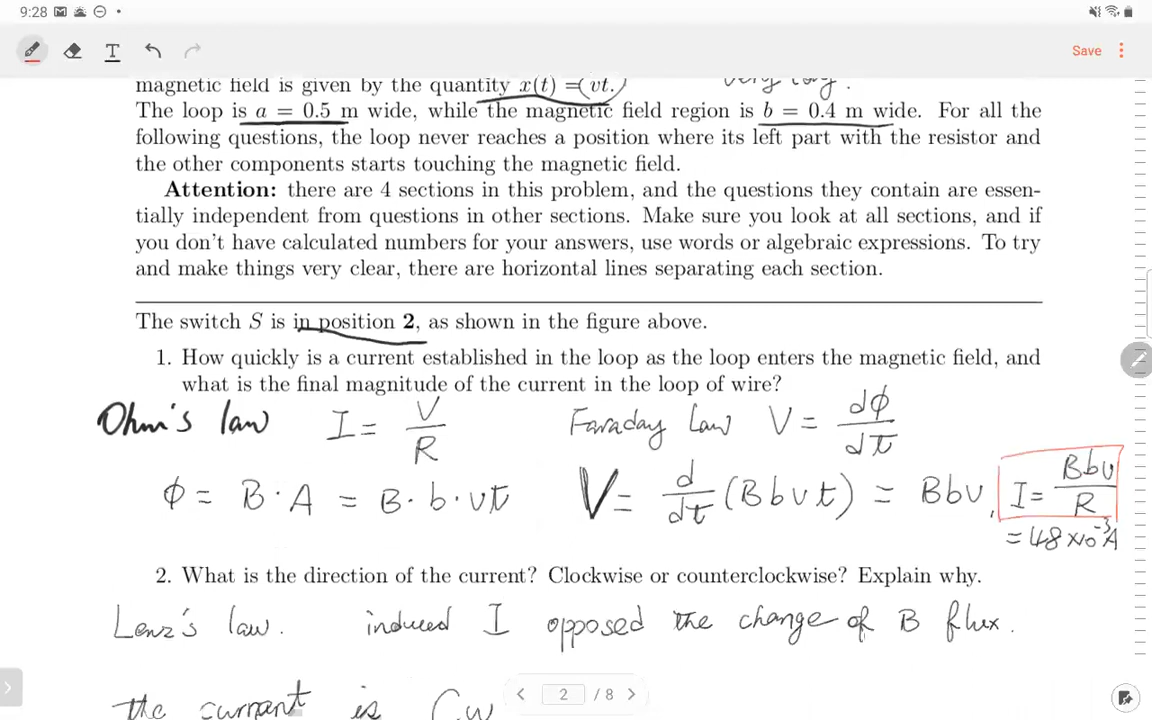 9:28
Save
magnetic field is given by the quantity x(t) = (vt.) very long.
The loop is a = 0.5 m wide, while the magnetic field region is b = 0.4 m wide. For all the
following questions, the loop never reaches a position where its left part with the resistor and
the other components starts touching the magnetic field.
Attention: there are 4 sections in this problem, and the questions they contain are essen-
tially independent from questions in other sections. Make sure you look at all sections, and if
you don't have calculated numbers for your answers, use words or algebraic expressions. To try
and make things very clear, there are horizontal lines separating each section.
The switch S is in position 2, as shown in the figure above.
1. How quickly is a current established in the loop as the loop enters the magnetic field, and
what is the final magnitude of the current in the loop of wire?
Ohm's law I = V/R Faraday Law V = dϕ/dt
ϕ = B · A = B · b · vt V = d/dt (Bbvt) = Bbv, I = Bbv/R
= 48 x10⁻³A
2. What is the direction of the current? Clockwise or counterclockwise? Explain why.
Lenz's law. induced I opposed the change of B flux.
the current is CW
2 / 8